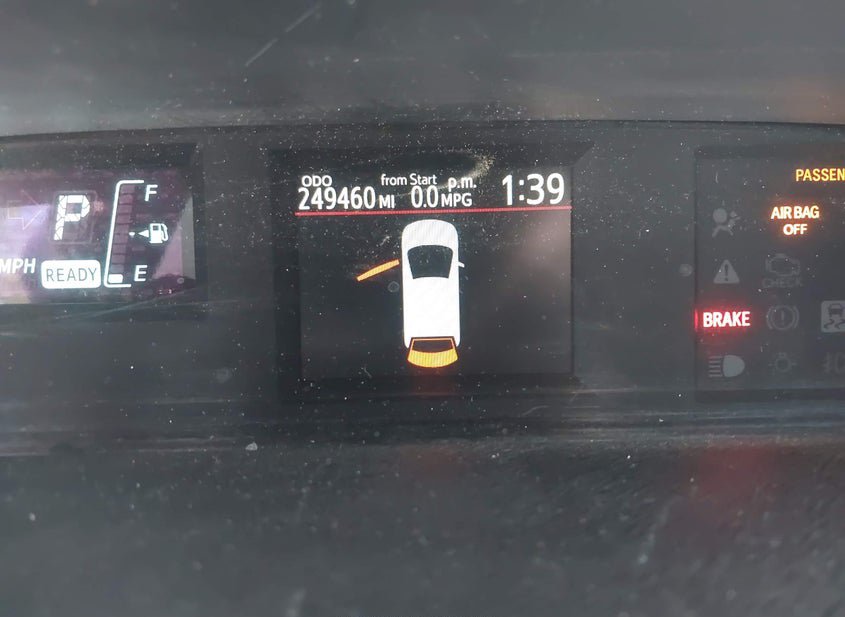 P
MPH
READY
F
E
ODO from Start p.m.
249460 MI 0.0 MPG 1:39
PASSEN
AIR BAG
OFF
CHECK
BRAKE